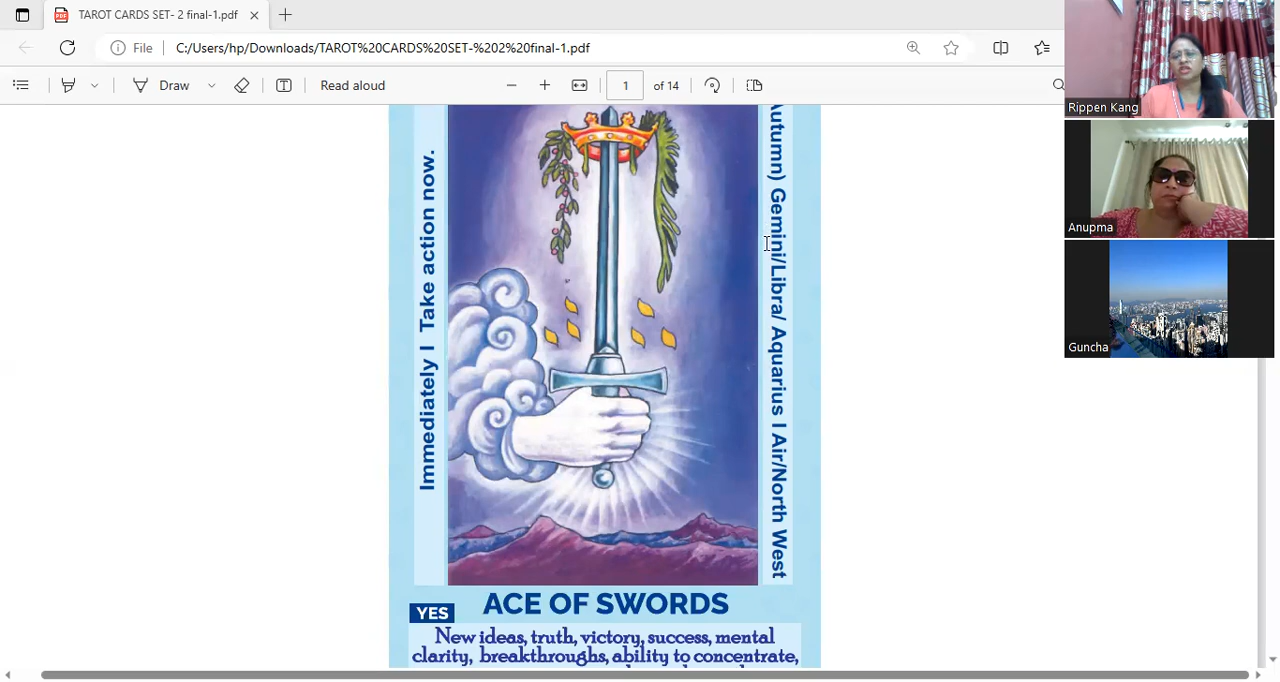 TAROT CARDS SET- 2 final-1.pdf
File C:/Users/hp/Downloads/TAROT%20CARDS%20SET-%202%20final-1.pdf
Draw Read aloud 1 of 14
Rippen Kang
Anupma
Guncha
Immediately I Take action now.
Autumn) Gemini/Libra/ Aquarius I Air/North West
ACE OF SWORDS
YES
New ideas, truth, victory, success, mental
clarity, breakthroughs, ability to concentrate,